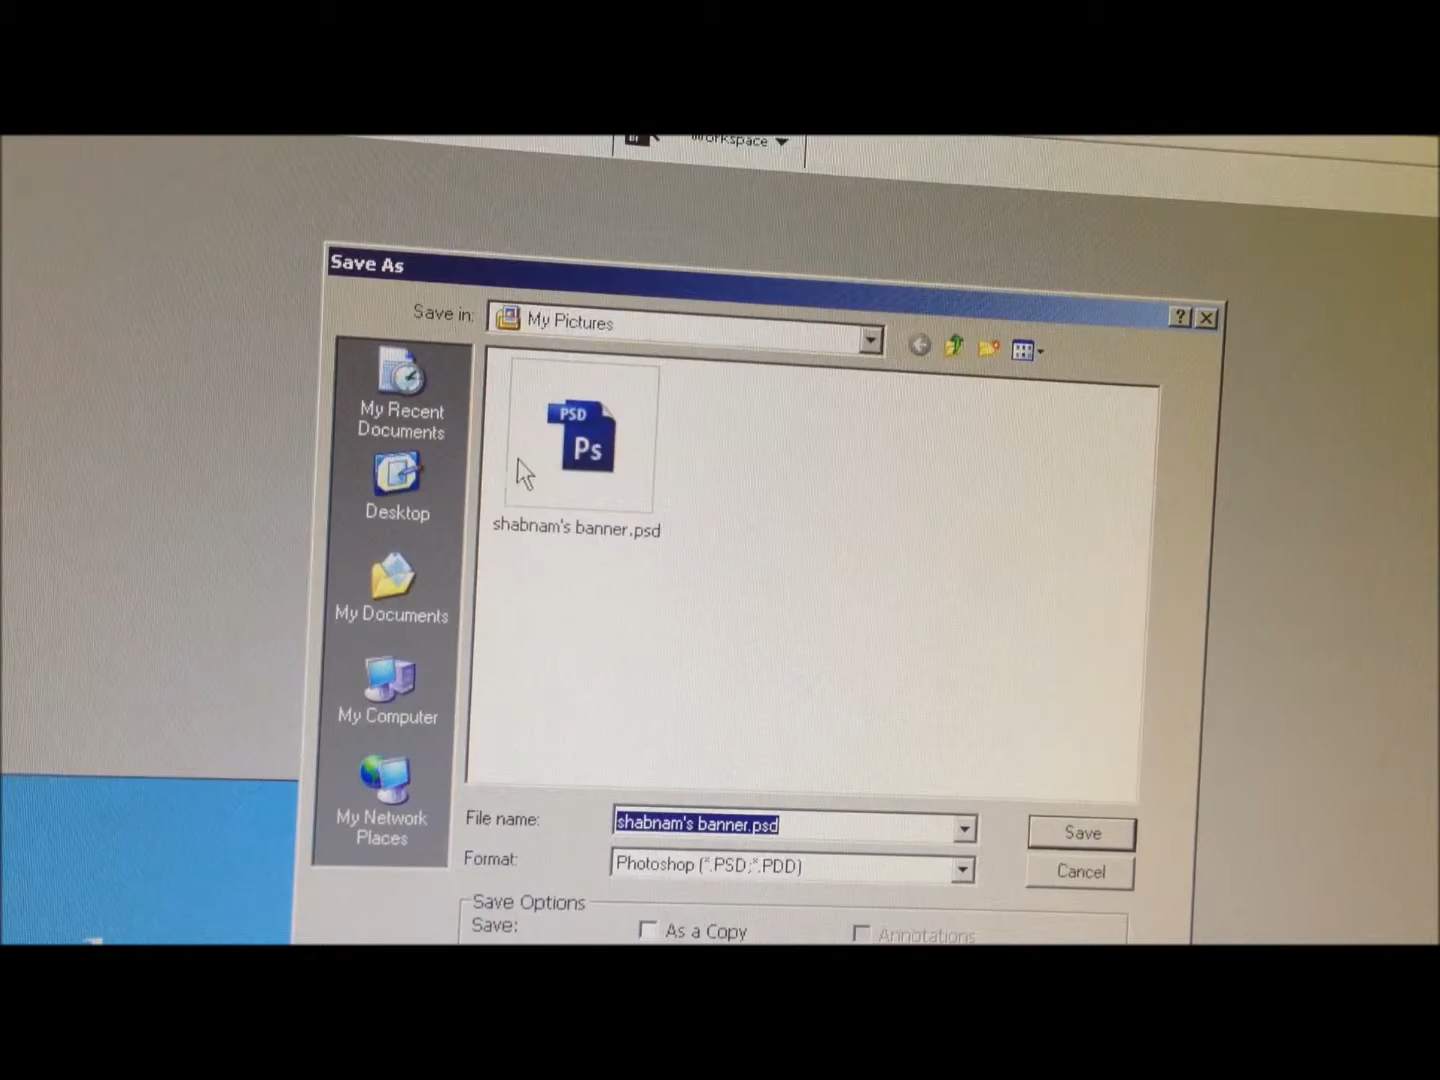 Workspace
Save As
Save in:
My Pictures
My Recent
Documents
Desktop
My Documents
My Computer
My Network
Places
PSD
Ps
shabnam's banner.psd
File name:
shabnam's banner.psd
Save
Format:
Photoshop (*.PSD;*.PDD)
Cancel
Save Options
Save:
As a Copy
Annotations